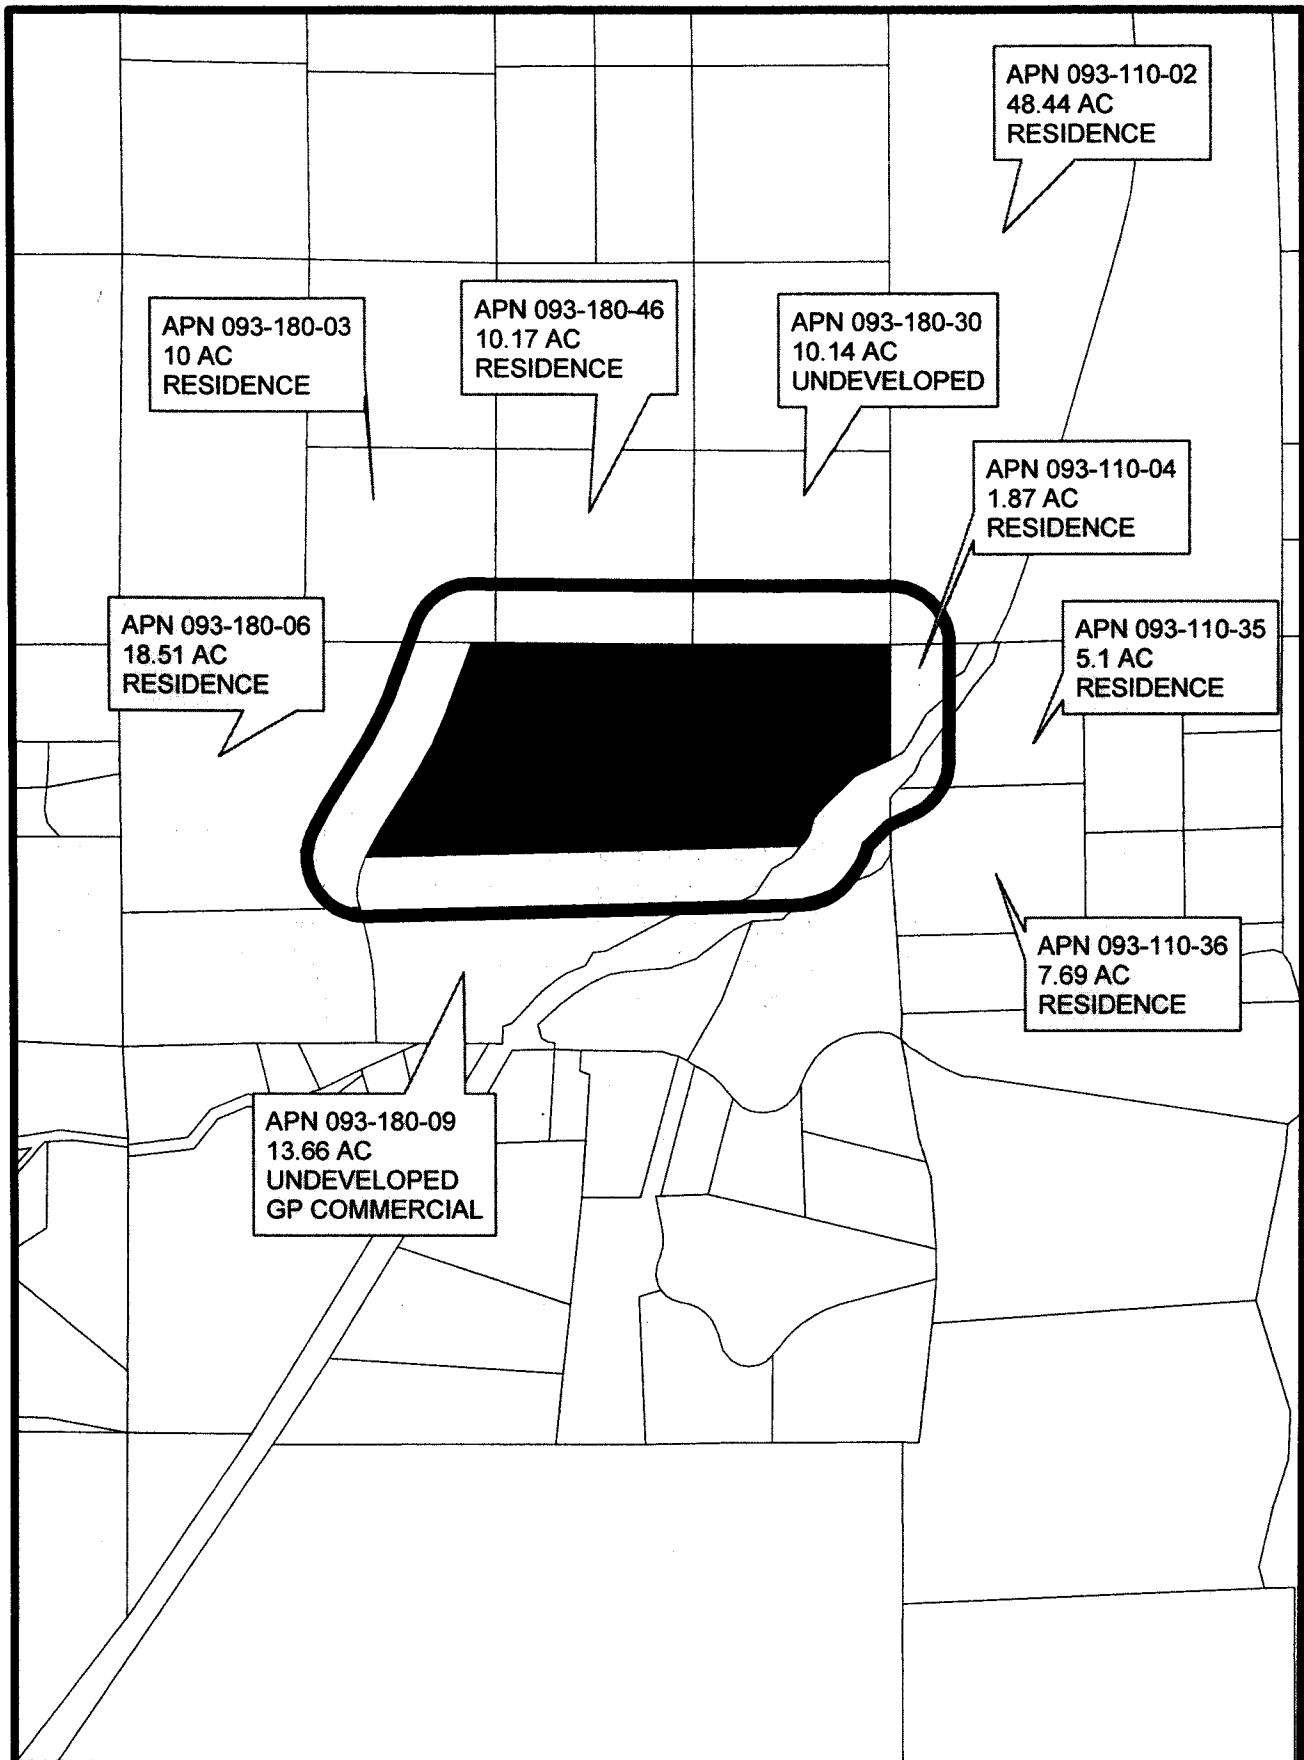 APN 093-110-02
48.44 AC
RESIDENCE
APN 093-180-03
10 AC
RESIDENCE
APN 093-180-46
10.17 AC
RESIDENCE
APN 093-180-30
10.14 AC
UNDEVELOPED
APN 093-110-04
1.87 AC
RESIDENCE
APN 093-180-06
18.51 AC
RESIDENCE
APN 093-110-35
5.1 AC
RESIDENCE
APN 093-110-36
7.69 AC
RESIDENCE
APN 093-180-09
13.66 AC
UNDEVELOPED
GP COMMERCIAL